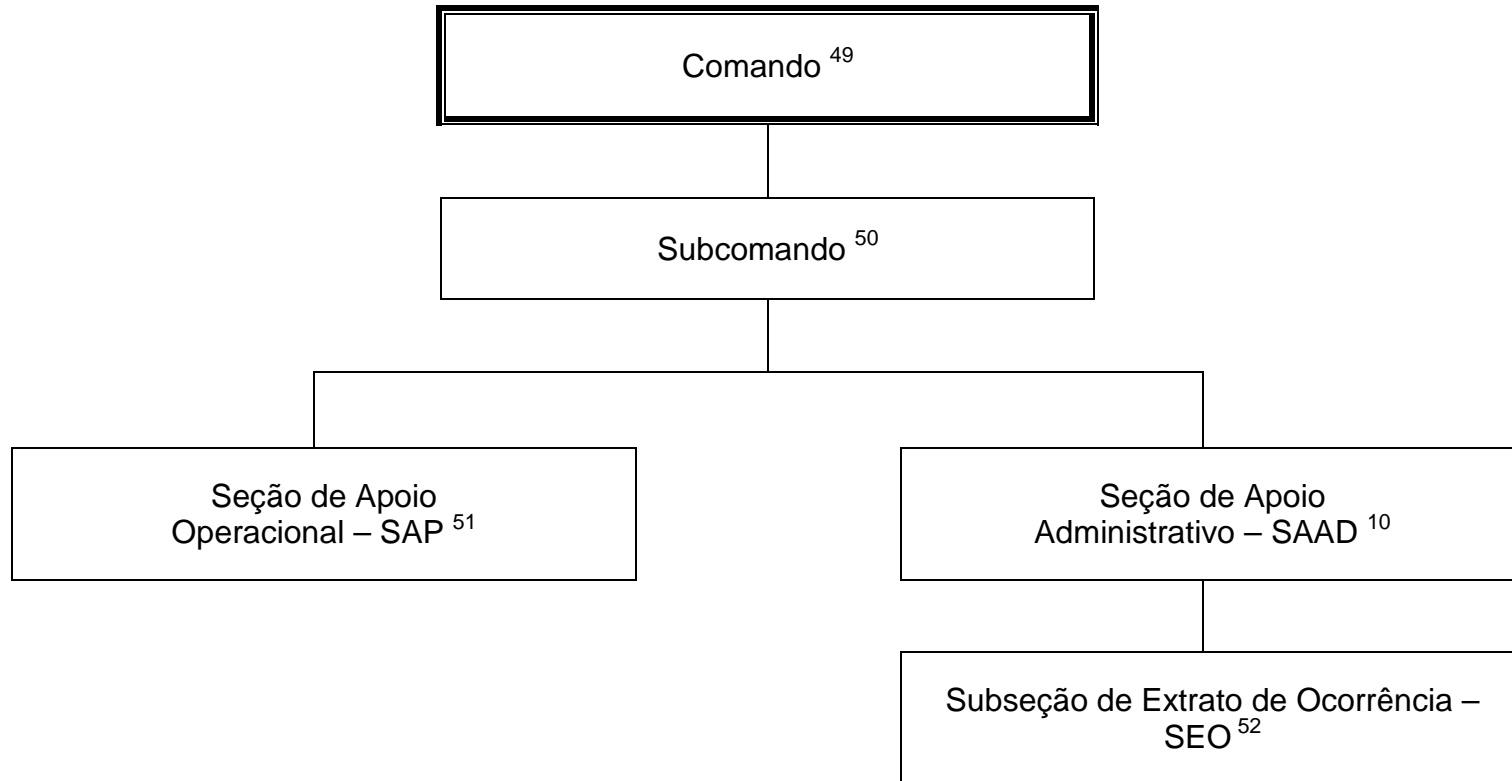 Comando 49
Subcomando 50
Seção de Apoio
Operacional – SAP 51
Seção de Apoio
Administrativo – SAAD 10
Subseção de Extrato de Ocorrência –
SEO 52